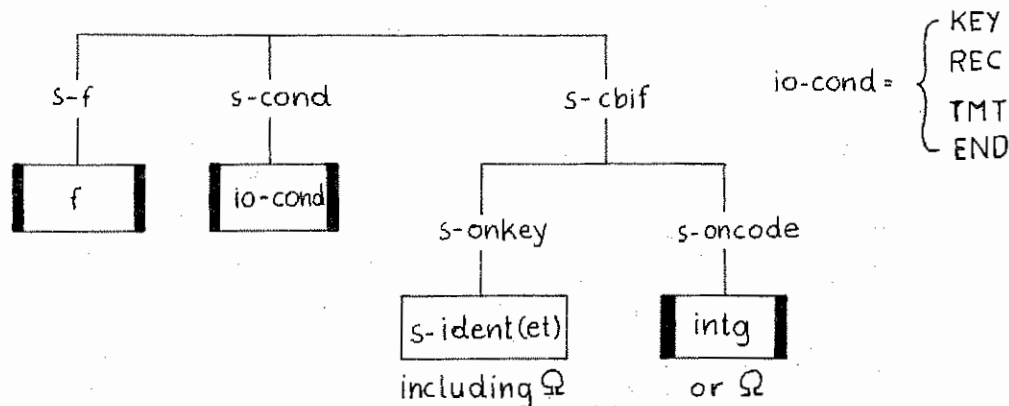 s-f s-cond s-cbif
f io-cond
s-onkey s-oncode
s-ident(et) intg
including Ω or Ω
io-cond = { KEY
REC
TMT
END